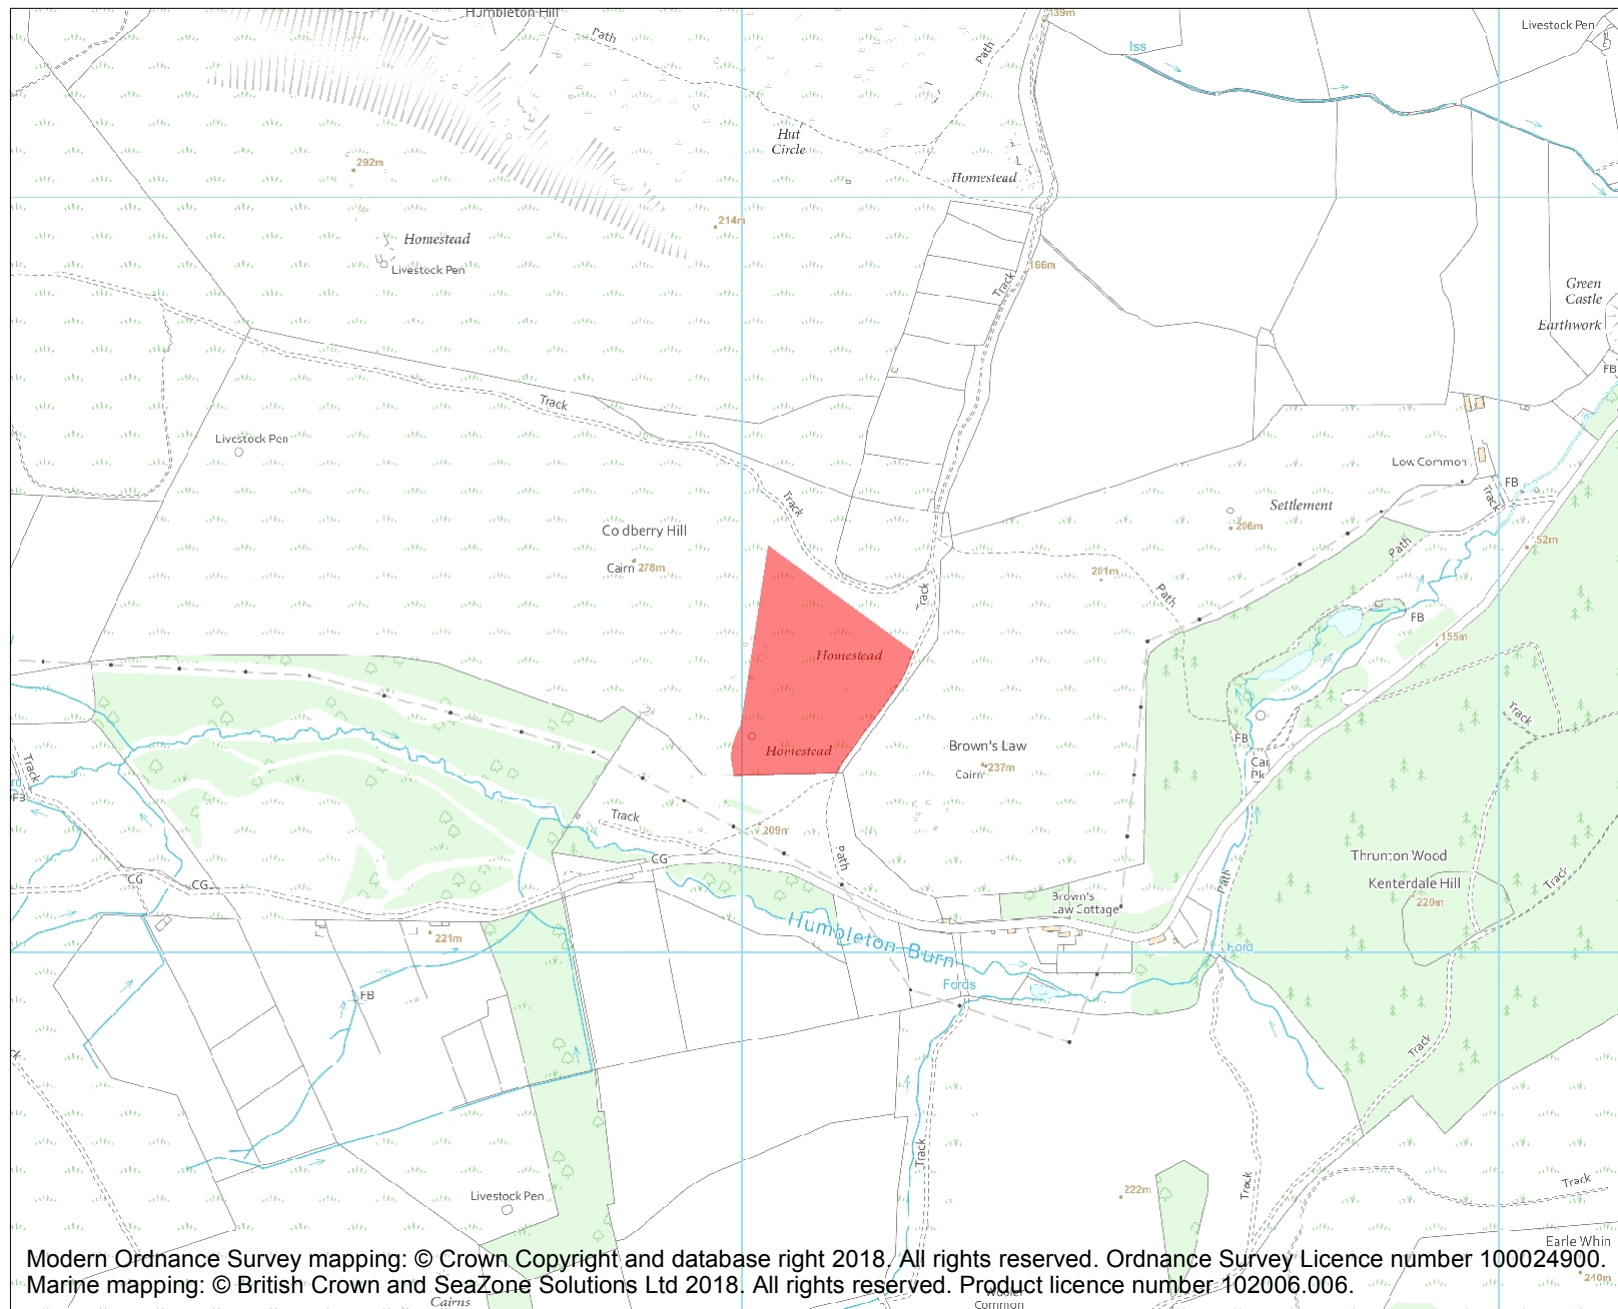 Humbleton Hill
139m
Livestock Pen
Path
Path
Iss
Hut
Circle
292m
Homestead
214m
Homestead
Livestock Pen
166m
Track
Green
Castle
Earthwork
FB
Track
Livestock Pen
Low Common
FB
Track
Track
Settlement
206m
Coldberry Hill
Cairn 278m
52m
Path
201m
Path
Track
FB
155m
Homestead
Track
FB
Homestead
Brown's Law
Cairn 237m
Car
Pk
Track
FB
Track
209m
CG
Path
Thrunton Wood
Kenterdale Hill
220m
Track
CG
CG
Path
Brown's
Law Cottage
221m
Humbleton Burn
Ford
Fords
FB
Track
Track
Track
Track
222m
Livestock Pen
Earle Whin
Modern Ordnance Survey mapping: © Crown Copyright and database right 2018. All rights reserved. Ordnance Survey Licence number 100024900.
240m
Marine mapping: © British Crown and SeaZone Solutions Ltd 2018. All rights reserved. Product licence number 102006.006.
Cairns
Wooler
Common